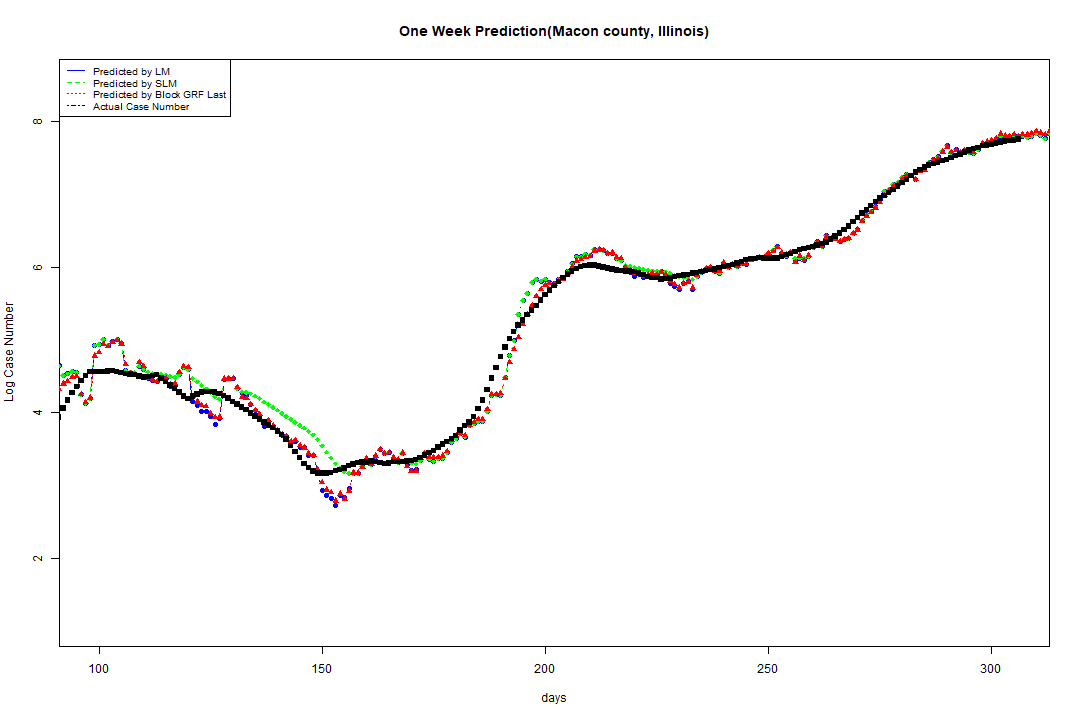 One Week Prediction(Macon county, Illinois)
Predicted by LM
Predicted by SLM
Predicted by Block GRF Last
Actual Case Number
8
6
4
2
Log Case Number
100 150 200 250 300
days